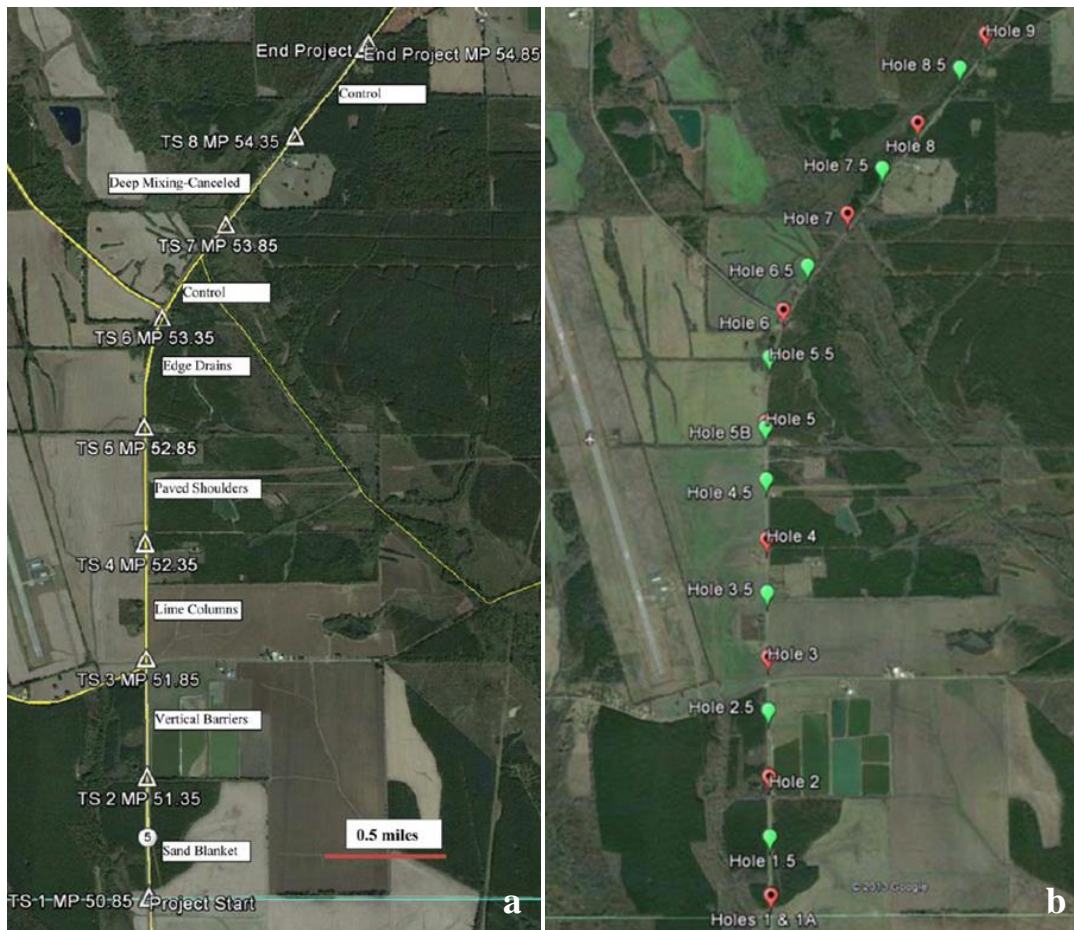 End Project
End Project MP 54.85
Control
TS 8 MP 54.35
Deep Mixing-Canceled
TS 7 MP 53.85
Control
TS 6 MP 53.35
Edge Drains
TS 5 MP 52.85
Paved Shoulders
TS 4 MP 52.35
Lime Columns
TS 3 MP 51.85
Vertical Barriers
TS 2 MP 51.35
0.5 miles
5
Sand Blanket
TS 1 MP 50.85
Project Start
a
Hole 9
Hole 8.5
Hole 8
Hole 7.5
Hole 7
Hole 6.5
Hole 6
Hole 5.5
Hole 5
Hole 5B
Hole 4.5
Hole 4
Hole 3.5
Hole 3
Hole 2.5
Hole 2
Hole 1.5
© 2013 Google
Holes 1 & 1A
b